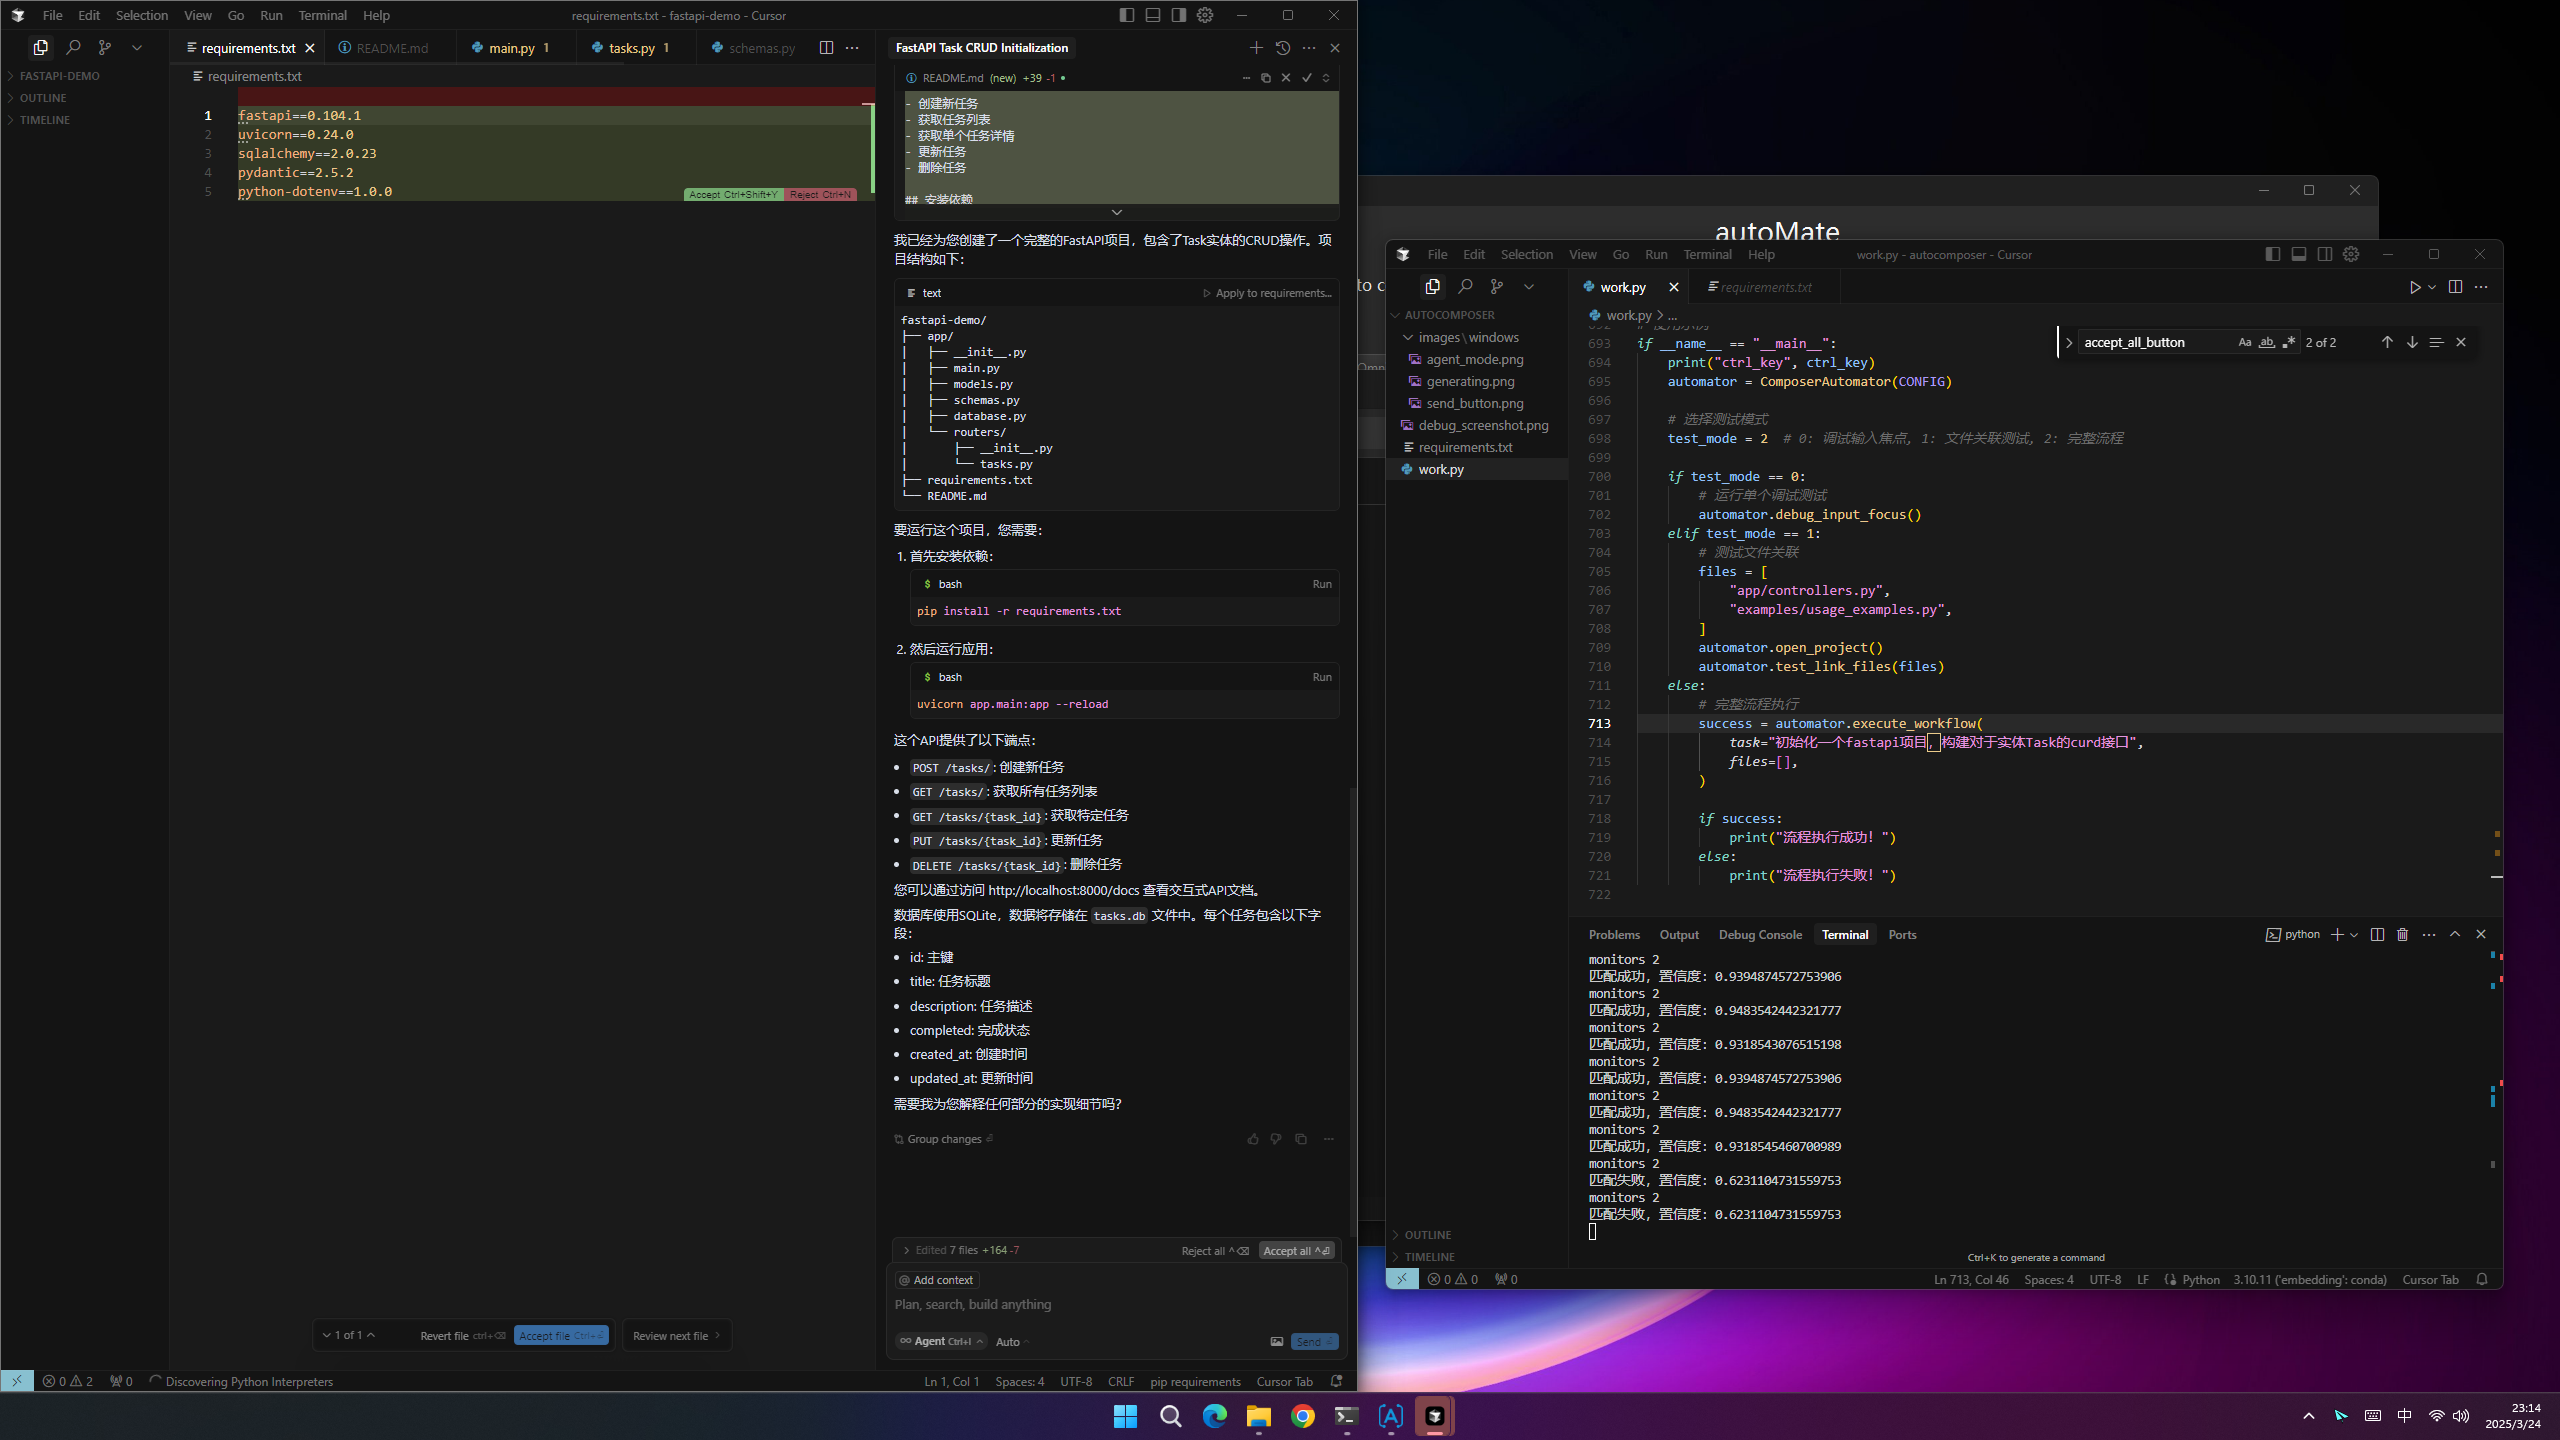 File Edit Selection View Go Run Terminal Help
requirements.txt - fastapi-demo - Cursor
requirements.txt
README.md
main.py 1
tasks.py 1
schemas.py
FASTAPI-DEMO
OUTLINE
TIMELINE
requirements.txt
1 fastapi==0.104.1
2 uvicorn==0.24.0
3 sqlalchemy==2.0.23
4 pydantic==2.5.2
5 python-dotenv==1.0.0
Accept Ctrl+Shift+Y Reject Ctrl+N
1 of 1
Revert file ctrl+⌫
Accept file Ctrl+⏎
Review next file
0 2
0
Discovering Python Interpreters
Ln 1, Col 1
Spaces: 4
UTF-8
CRLF
pip requirements
Cursor Tab
FastAPI Task CRUD Initialization
README.md (new) +39 -1
- 创建新任务
- 获取任务列表
- 获取单个任务详情
- 更新任务
- 删除任务
## 安装依赖
我已经为您创建了一个完整的FastAPI项目，包含了Task实体的CRUD操作。项
目结构如下：
text
Apply to requirements...
fastapi-demo/
├── app/
│   ├── __init__.py
│   ├── main.py
│   ├── models.py
│   ├── schemas.py
│   ├── database.py
│   └── routers/
│       ├── __init__.py
│       └── tasks.py
├── requirements.txt
└── README.md
要运行这个项目，您需要：
1. 首先安装依赖：
$ bash
Run
pip install -r requirements.txt
2. 然后运行应用：
$ bash
Run
uvicorn app.main:app --reload
这个API提供了以下端点：
• POST /tasks/: 创建新任务
• GET /tasks/: 获取所有任务列表
• GET /tasks/{task_id}: 获取特定任务
• PUT /tasks/{task_id}: 更新任务
• DELETE /tasks/{task_id}: 删除任务
您可以通过访问 http://localhost:8000/docs 查看交互式API文档。
数据库使用SQLite，数据将存储在 tasks.db 文件中。每个任务包含以下字
段：
• id: 主键
• title: 任务标题
• description: 任务描述
• completed: 完成状态
• created_at: 创建时间
• updated_at: 更新时间
需要我为您解释任何部分的实现细节吗？
Group changes
Edited 7 files +164 -7
Reject all ^⌫
Accept all ^⏎
@ Add context
Plan, search, build anything
∞ Agent Ctrl+I
Auto
Send ⏎
autoMate
to c
Omn
File Edit Selection View Go Run Terminal Help
work.py - autocomposer - Cursor
work.py
requirements.txt
AUTOCOMPOSER
images\windows
agent_mode.png
generating.png
send_button.png
debug_screenshot.png
requirements.txt
work.py
OUTLINE
TIMELINE
work.py > ...
accept_all_button
Aa ab .*
2 of 2
692 # 使用示例
693 if __name__ == "__main__":
694 print("ctrl_key", ctrl_key)
695 automator = ComposerAutomator(CONFIG)
696
697 # 选择测试模式
698 test_mode = 2 # 0: 调试输入焦点, 1: 文件关联测试, 2: 完整流程
699
700 if test_mode == 0:
701 # 运行单个调试测试
702 automator.debug_input_focus()
703 elif test_mode == 1:
704 # 测试文件关联
705 files = [
706 "app/controllers.py",
707 "examples/usage_examples.py",
708 ]
709 automator.open_project()
710 automator.test_link_files(files)
711 else:
712 # 完整流程执行
713 success = automator.execute_workflow(
714 task="初始化一个fastapi项目，构建对于实体Task的curd接口",
715 files=[],
716 )
717
718 if success:
719 print("流程执行成功！")
720 else:
721 print("流程执行失败！")
722
Problems Output Debug Console Terminal Ports
python
monitors 2
匹配成功, 置信度: 0.9394874572753906
monitors 2
匹配成功, 置信度: 0.9483542442321777
monitors 2
匹配成功, 置信度: 0.9318543076515198
monitors 2
匹配成功, 置信度: 0.9394874572753906
monitors 2
匹配成功, 置信度: 0.9483542442321777
monitors 2
匹配成功, 置信度: 0.9318545460700989
monitors 2
匹配失败, 置信度: 0.6231104731559753
monitors 2
匹配失败, 置信度: 0.6231104731559753
Ctrl+K to generate a command
0 0
0
Ln 713, Col 46
Spaces: 4
UTF-8
LF
Python
3.10.11 ('embedding': conda)
Cursor Tab
中
23:14
2025/3/24